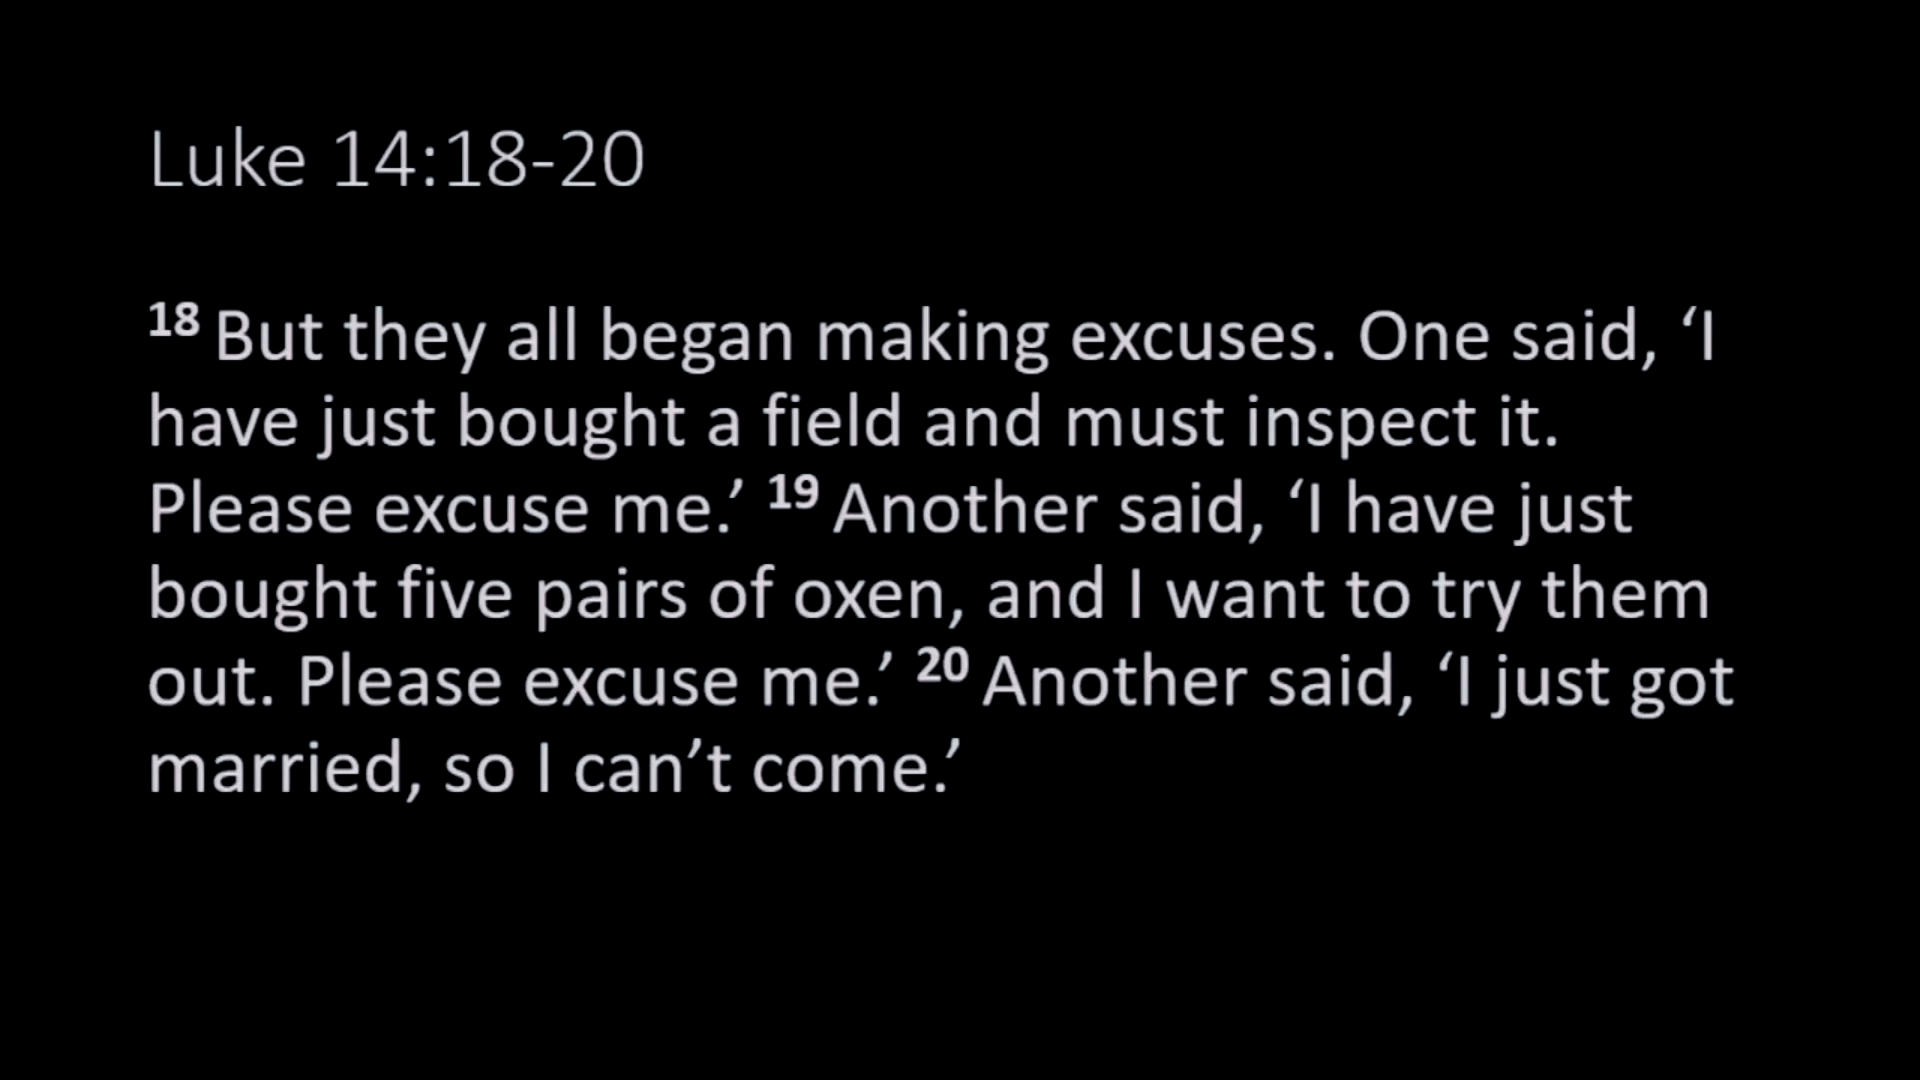 Luke 14:18-20
18 But they all began making excuses. One said, ‘I
have just bought a field and must inspect it.
Please excuse me.’ 19 Another said, ‘I have just
bought five pairs of oxen, and I want to try them
out. Please excuse me.’ 20 Another said, ‘I just got
married, so I can’t come.’